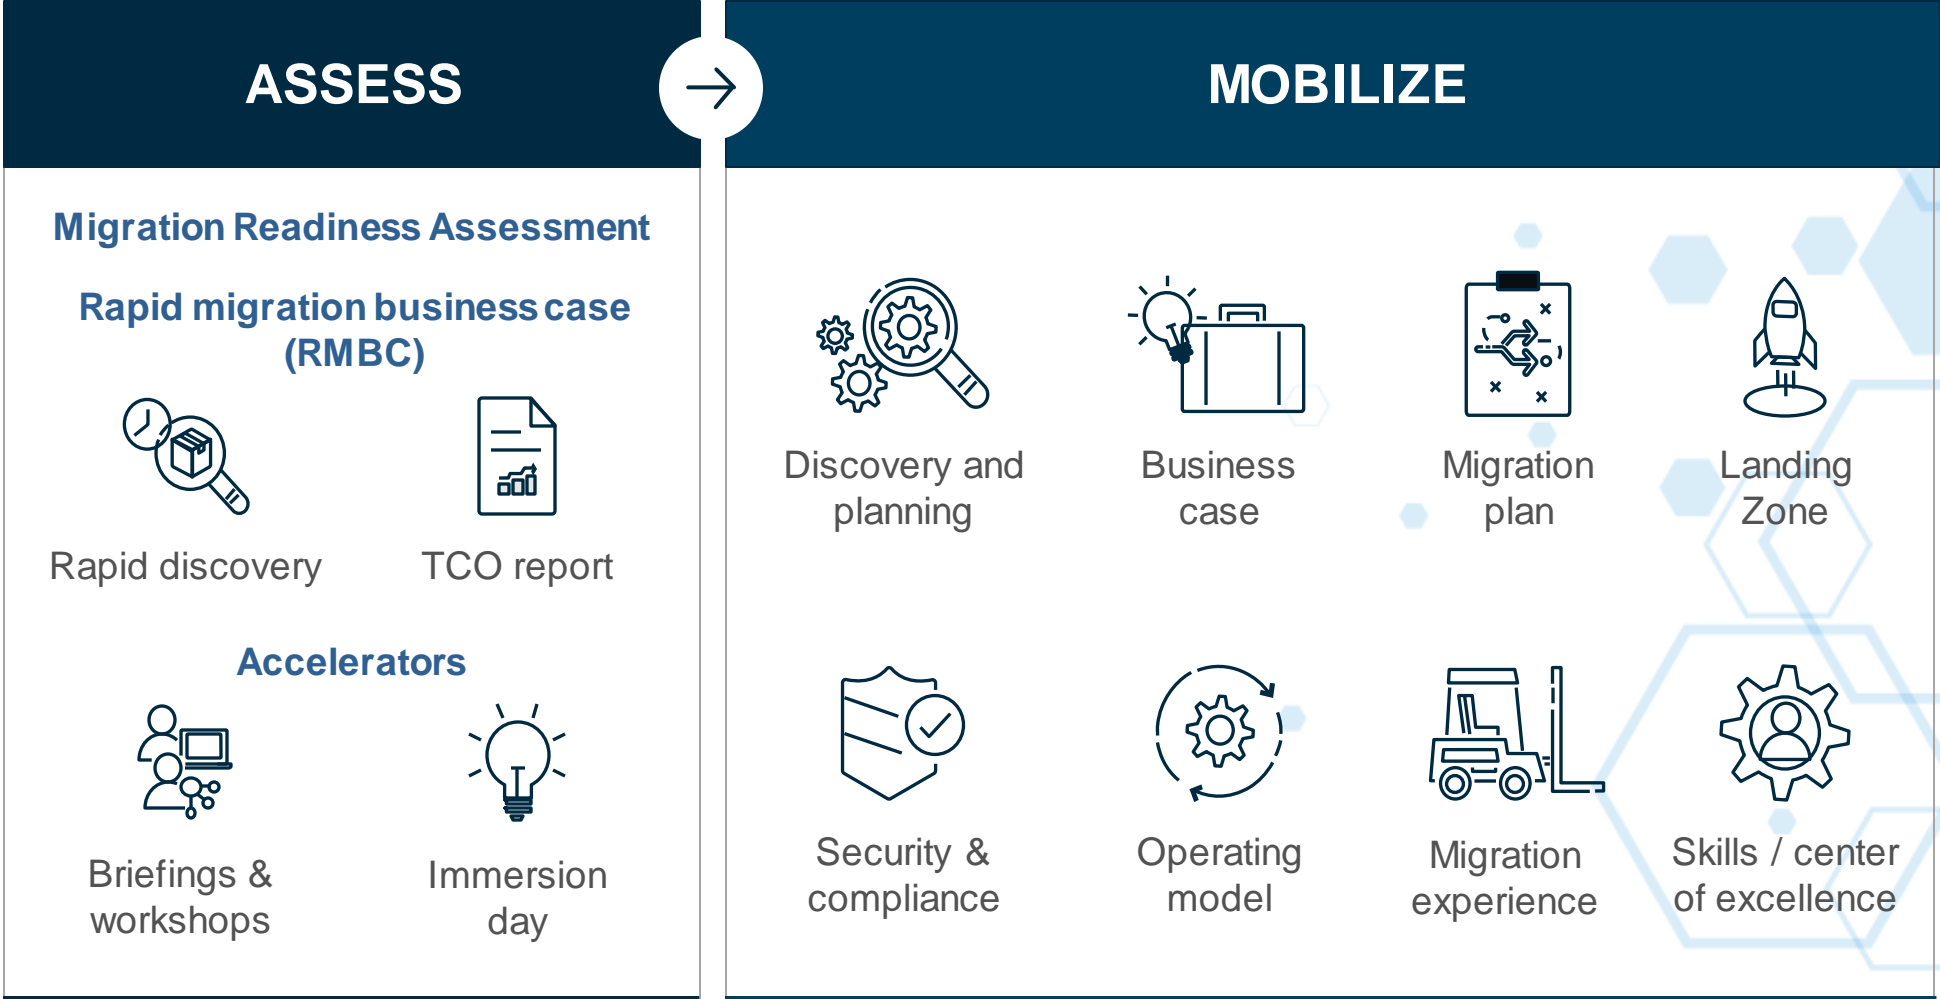 ASSESS
MOBILIZE
Migration Readiness Assessment
Rapid migration business case
(RMBC)
Rapid discovery
TCO report
Accelerators
Briefings &
workshops
Immersion
day
Discovery and
planning
Business
case
Migration
plan
Landing
Zone
Security &
compliance
Operating
model
Migration
experience
Skills / center
of excellence